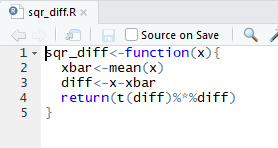 sqr_diff.R
Source on Save
1 sqr_diff<-function(x){
2 xbar<-mean(x)
3 diff<-x-xbar
4 return(t(diff)%*%diff)
5 }